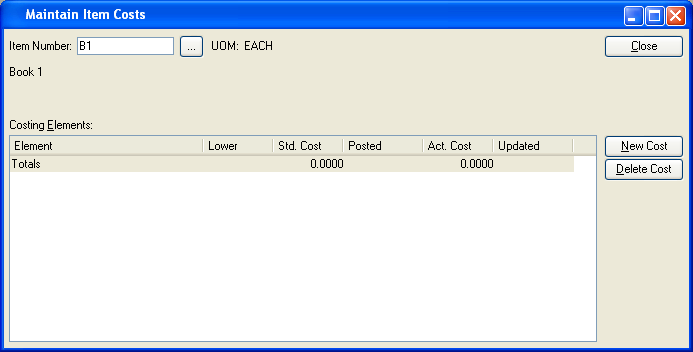 Maintain Item Costs
Item Number: B1 ... UOM: EACH Close
Book 1
Costing Elements:
Element Lower Std. Cost Posted Act. Cost Updated New Cost
Totals 0.0000 0.0000 Delete Cost